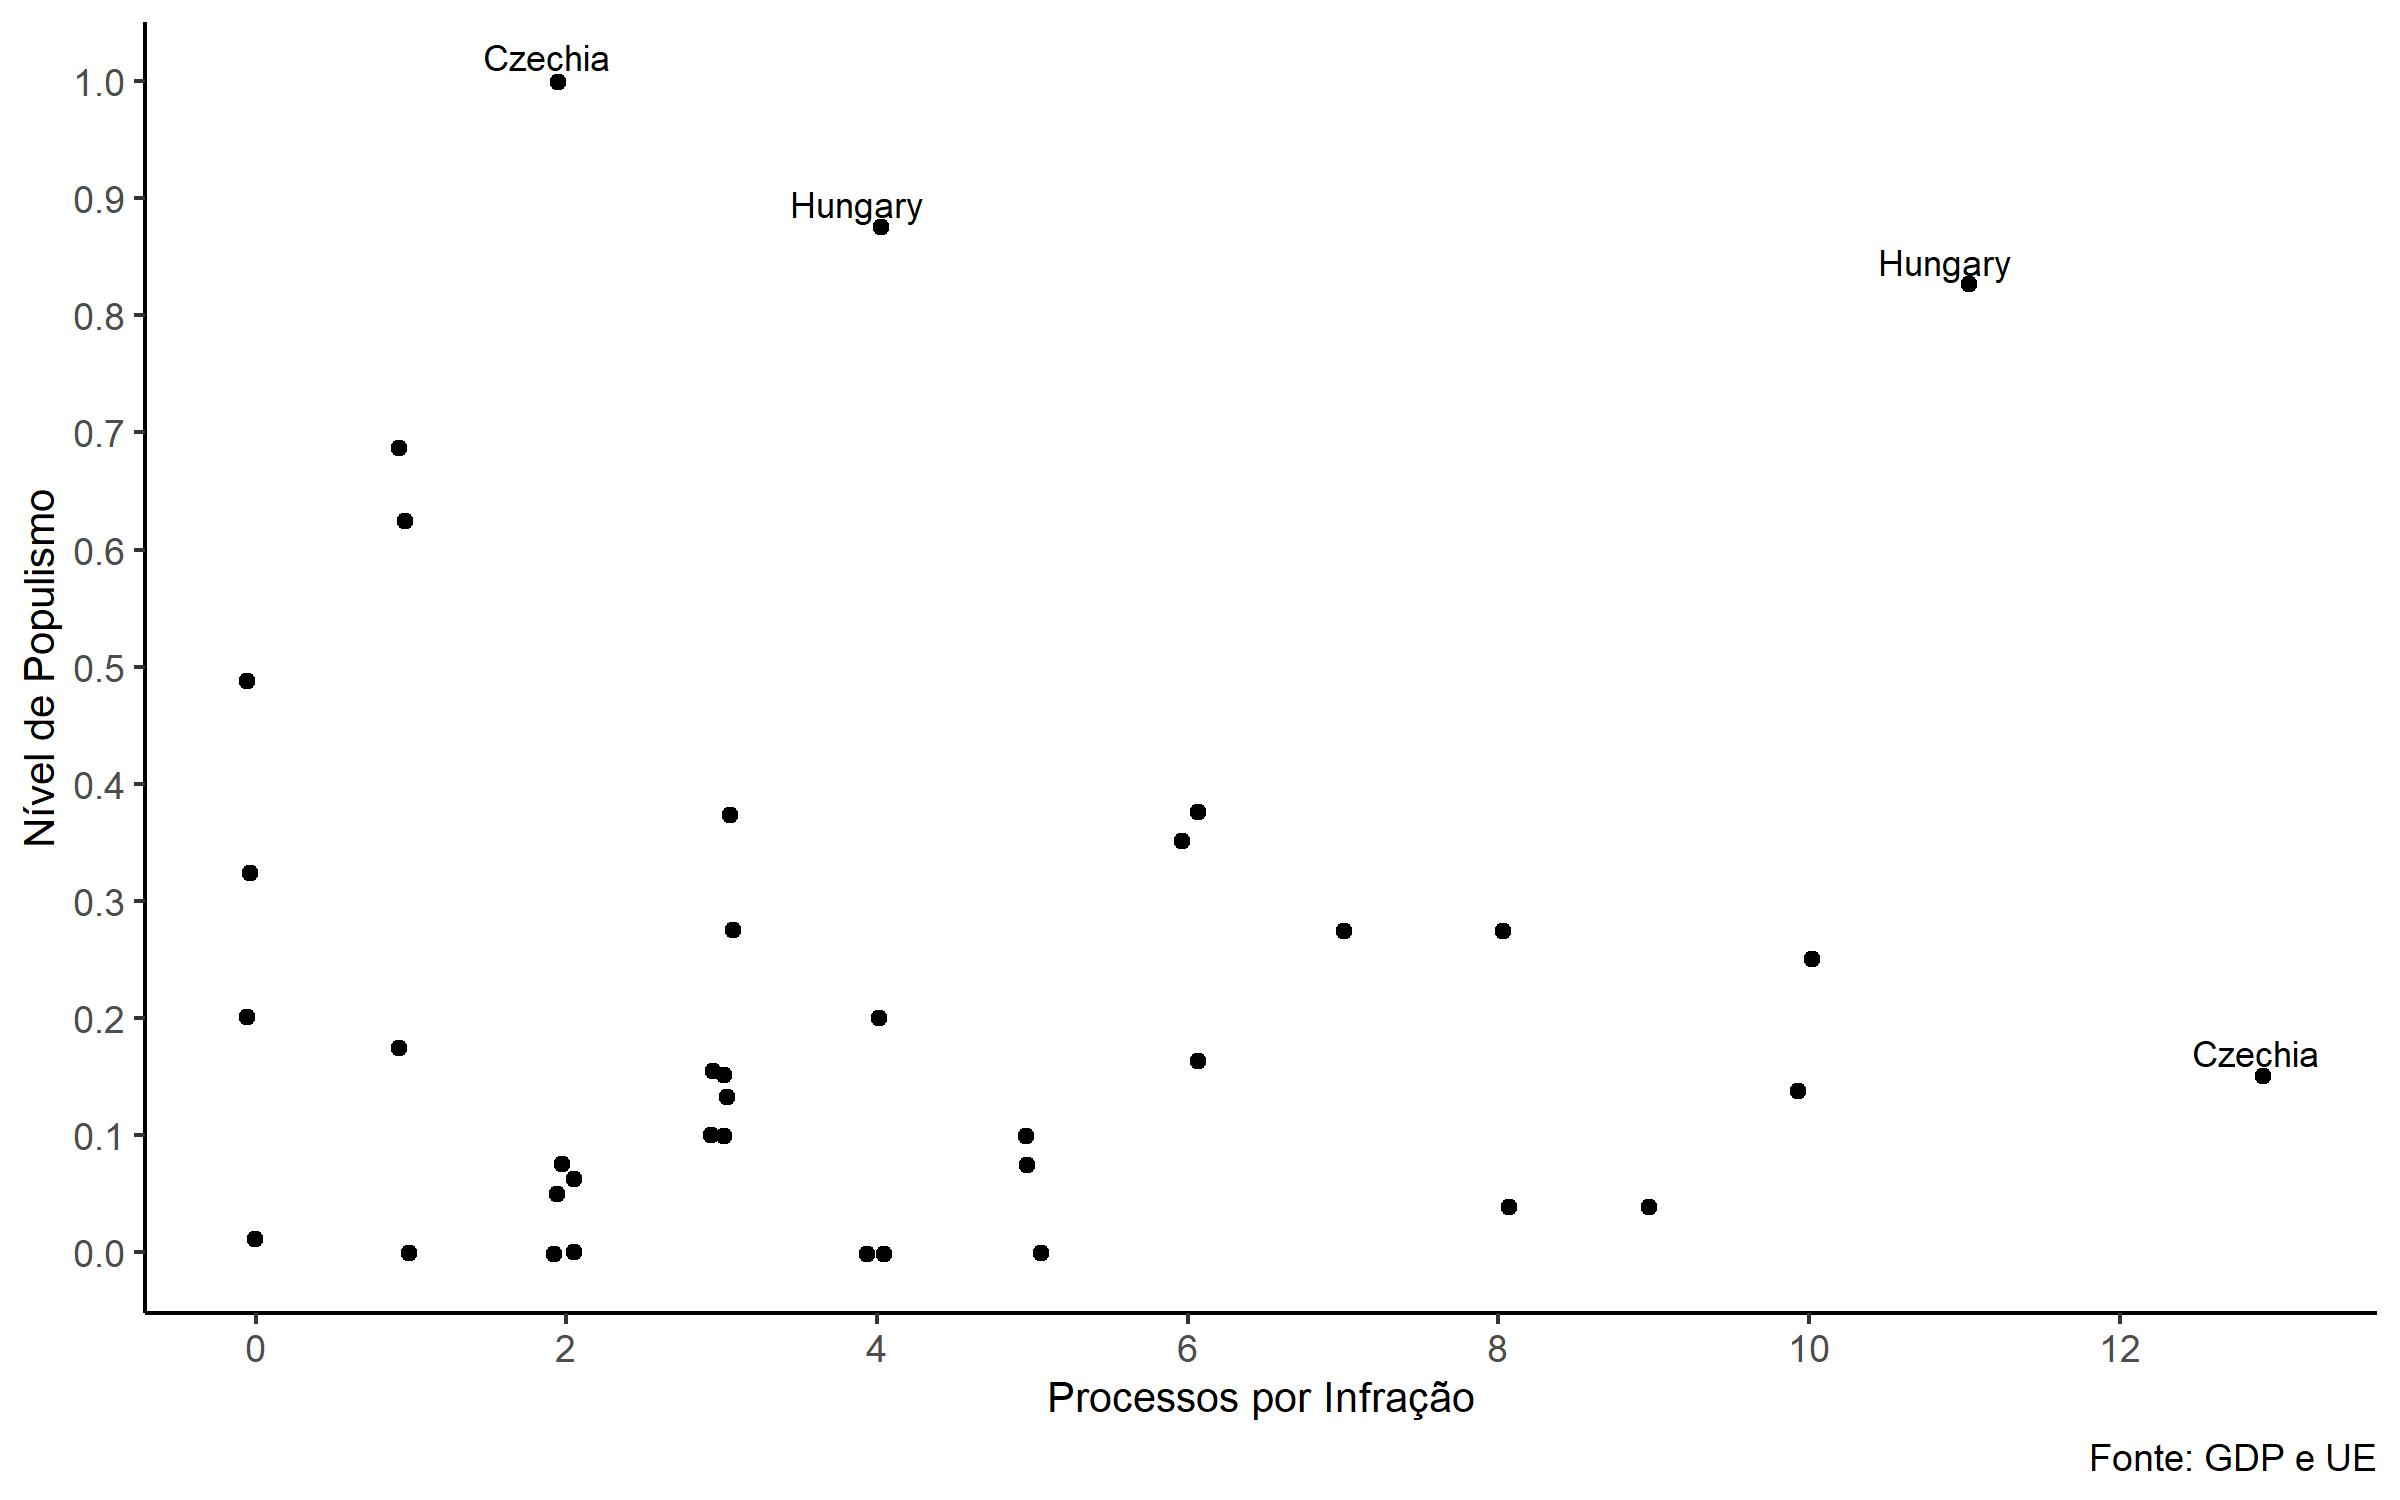 Czechia
Hungary
Hungary
Czechia
1.0
0.9
0.8
0.7
0.6
0.5
0.4
0.3
0.2
0.1
0.0
Nível de Populismo
0 2 4 6 8 10 12
Processos por Infração
Fonte: GDP e UE